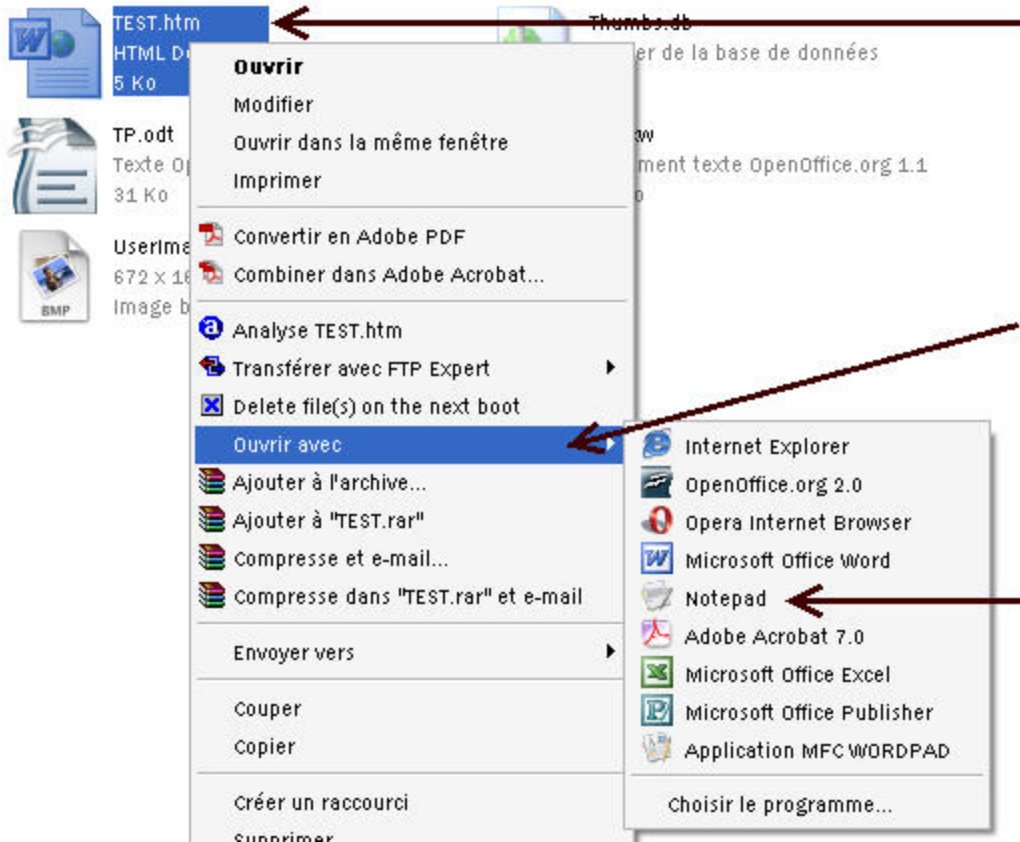 TEST.htm
HTML
5 Ko
Thumbs.db
de la base de données
TP.odt
Texte
31 Ko
texte OpenOffice.org 1.1
672 x
Image
BMP
Ouvrir
Modifier
Ouvrir dans la même fenêtre
Imprimer
Convertir en Adobe PDF
Combiner dans Adobe Acrobat...
Analyse TEST.htm
Transférer avec FTP Expert
Delete file(s) on the next boot
Ouvrir avec
Ajouter à l'archive...
Ajouter à "TEST.rar"
Compresse et e-mail...
Compresse dans "TEST.rar" et e-mail
Envoyer vers
Couper
Copier
Créer un raccourci
Supprimer
Internet Explorer
OpenOffice.org 2.0
Opera Internet Browser
Microsoft Office Word
Notepad
Adobe Acrobat 7.0
Microsoft Office Excel
Microsoft Office Publisher
Application MFC WORDPAD
Choisir le programme...